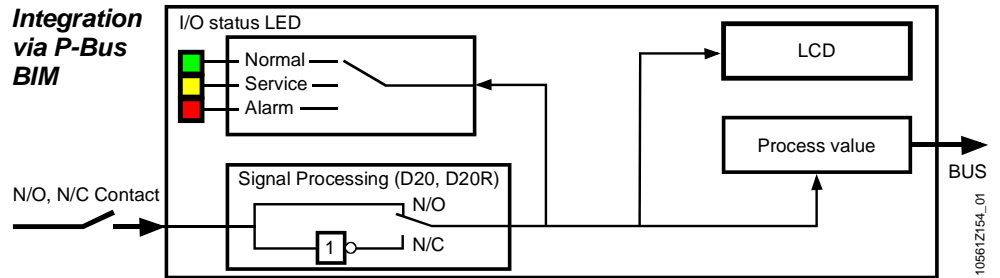 Integration
via P-Bus
BIM
I/O status LED
Normal
Service
Alarm
LCD
Process value
BUS
N/O, N/C Contact
Signal Processing (D20, D20R)
N/O
1
N/C
10561Z154_01